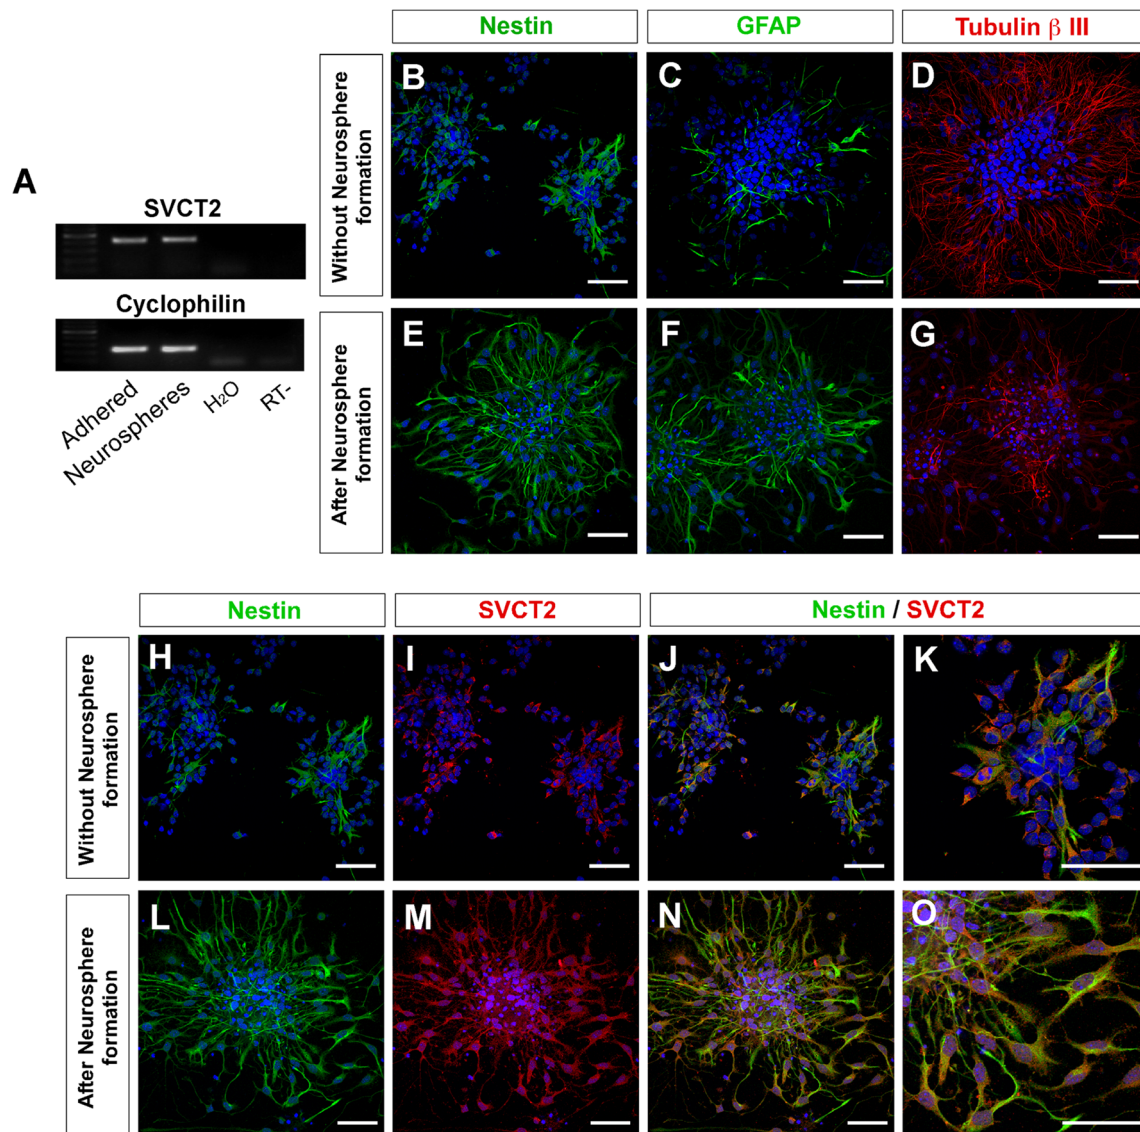 Nestin
GFAP
Tubulin β III
Without Neurosphere
formation
B
C
D
A
SVCT2
Cyclophilin
Adhered
Neurospheres
H₂O
RT-
After Neurosphere
formation
E
F
G
Nestin
SVCT2
Nestin / SVCT2
Without Neurosphere
formation
H
I
J
K
After Neurosphere
formation
L
M
N
O